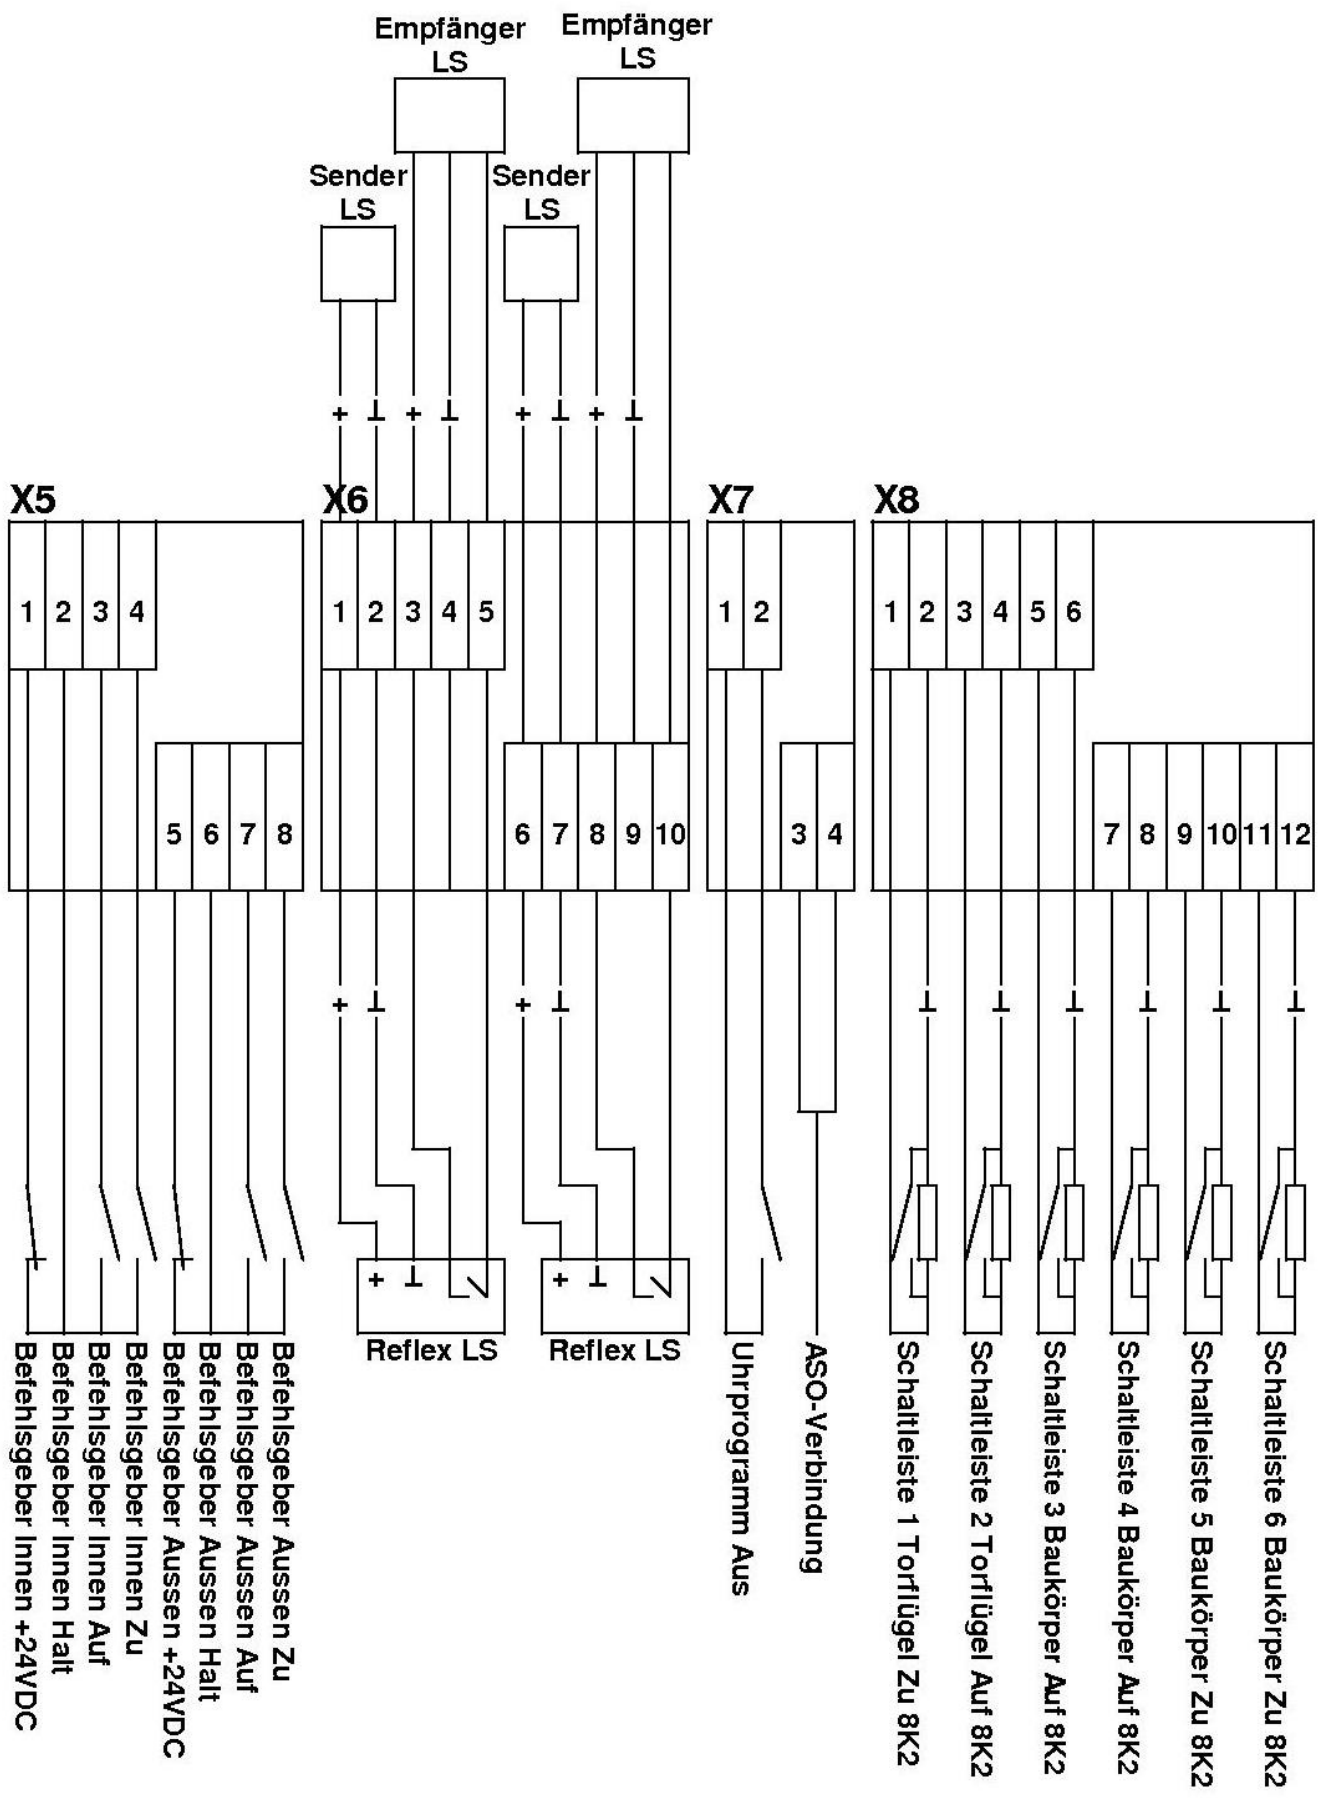 Empfänger
LS
Empfänger
LS
Sender
LS
Sender
LS
+ ⊥ + ⊥ + ⊥ + ⊥
X5 X6 X7 X8
1 2 3 4 1 2 3 4 5 1 2 1 2 3 4 5 6
5 6 7 8 6 7 8 9 10 3 4 7 8 9 10 11 12
+ ⊥ + ⊥ ⊥ ⊥ ⊥ ⊥ ⊥ ⊥
+ ⊥ + ⊥
Reflex LS Reflex LS
Befehlsgeber Innen +24VDC
Befehlsgeber Innen Halt
Befehlsgeber Innen Auf
Befehlsgeber Innen Zu
Befehlsgeber Aussen +24VDC
Befehlsgeber Aussen Halt
Befehlsgeber Aussen Auf
Befehlsgeber Aussen Zu
Uhrprogramm Aus
ASO-Verbindung
Schaltleiste 1 Torflügel Zu 8K2
Schaltleiste 2 Torflügel Auf 8K2
Schaltleiste 3 Baukörper Auf 8K2
Schaltleiste 4 Baukörper Auf 8K2
Schaltleiste 5 Baukörper Zu 8K2
Schaltleiste 6 Baukörper Zu 8K2